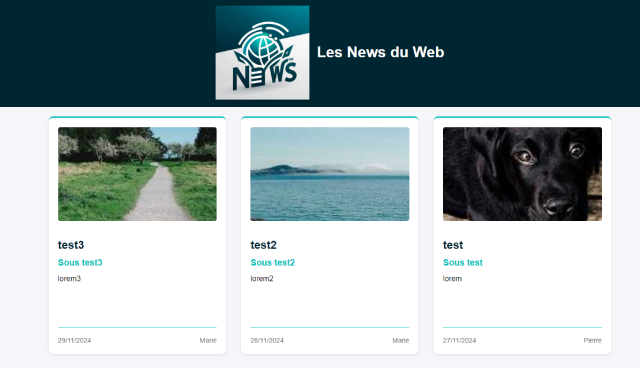 NEWS
Les News du Web
test3
Sous test3
lorem3
29/11/2024 Marie
test2
Sous test2
lorem2
28/11/2024 Marie
test
Sous test
lorem
27/11/2024 Pierre